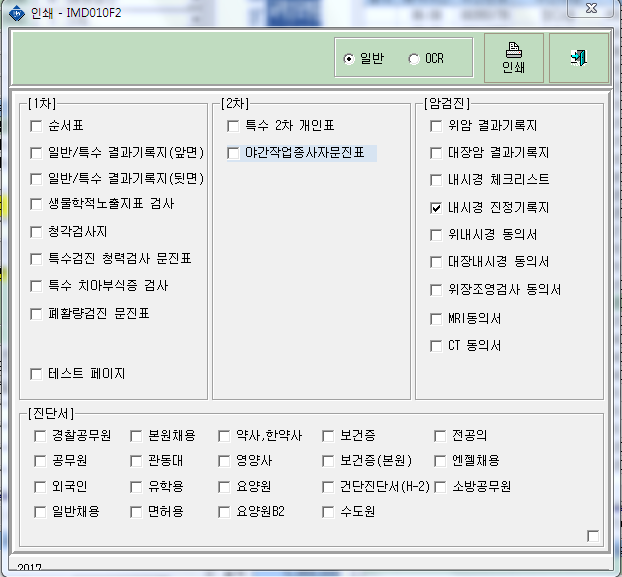 인쇄 - IMD010F2
일반 OCR
인쇄
[1차]
순서표
일반/특수 결과기록지(앞면)
일반/특수 결과기록지(뒷면)
생물학적노출지표 검사
청각검사지
특수검진 청력검사 문진표
특수 치아부식증 검사
폐활량검진 문진표
테스트 페이지
[2차]
특수 2차 개인표
야간작업종사자문진표
[암검진]
위암 결과기록지
대장암 결과기록지
내시경 체크리스트
내시경 진정기록지
위내시경 동의서
대장내시경 동의서
위장조영검사 동의서
MRI동의서
CT 동의서
[진단서]
경찰공무원 본원채용 약사,한약사 보건증 전공의
공무원 관동대 영양사 보건증(본원) 엔젤채용
외국인 유학용 요양원 건단진단서(H-2) 소방공무원
일반채용 면허용 요양원B2 수도원
2017